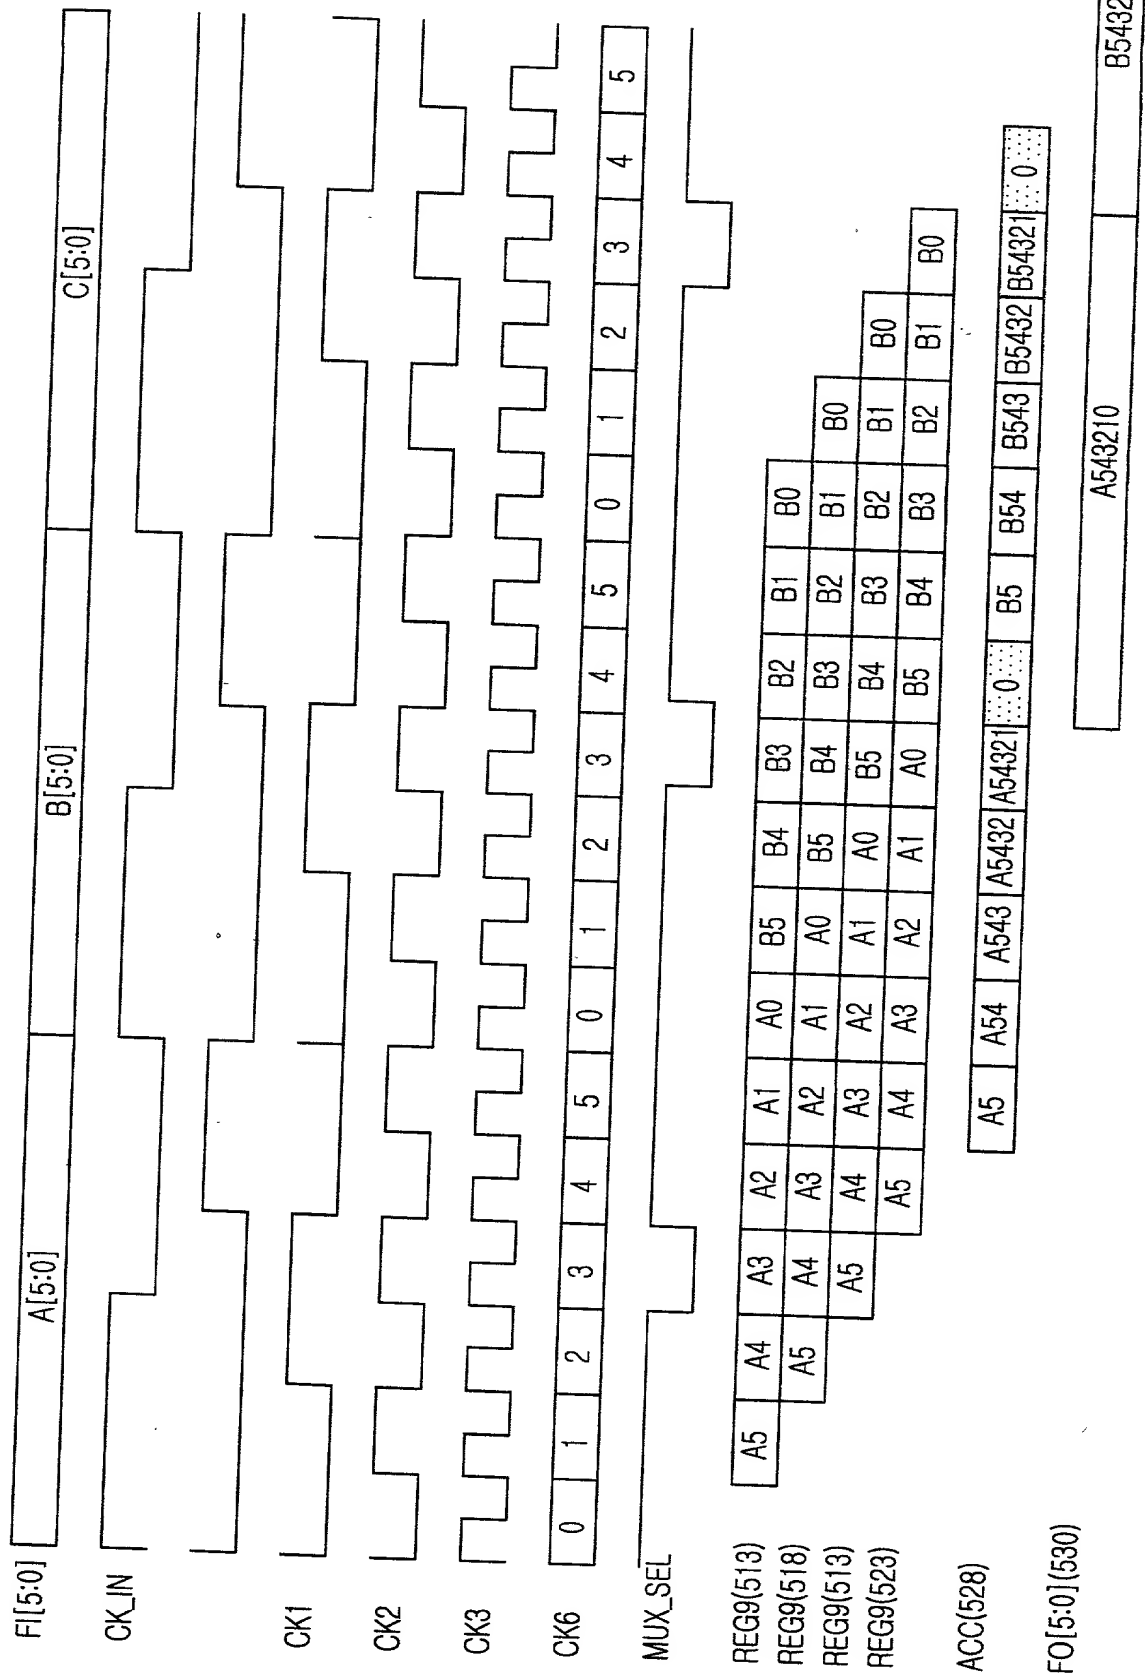 FI[5:0] A[5:0] B[5:0] C[5:0]
CK_IN
CK1
CK2
CK3
CK6 0 1 2 3 4 5 0 1 2 3 4 5 0 1 2 3 4 5
MUX_SEL
REG9(513) A5 A4 A3 A2 A1 A0 B5 B4 B3 B2 B1 B0
REG9(518) A5 A4 A3 A2 A1 A0 B5 B4 B3 B2 B1 B0
REG9(513) A5 A4 A3 A2 A1 A0 B5 B4 B3 B2 B1 B0
REG9(523) A5 A4 A3 A2 A1 A0 B5 B4 B3 B2 B1 B0
ACC(528) A5 A54 A543 A5432 A54321 0 B5 B54 B543 B5432 B54321 0
FO[5:0](530) A543210 B5432